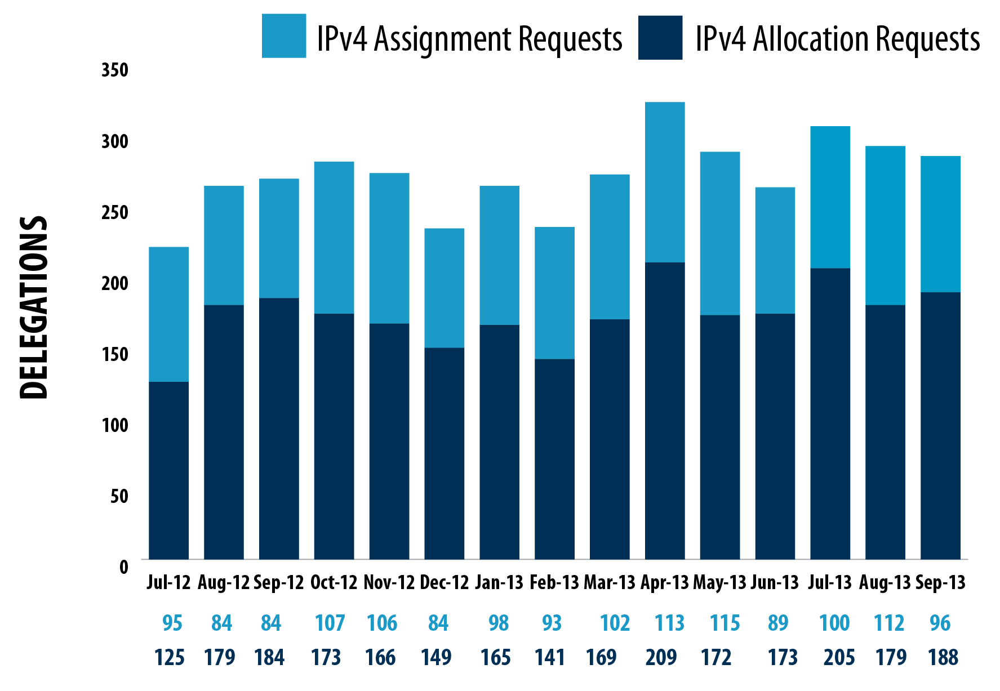 IPv4 Assignment Requests IPv4 Allocation Requests
350
300
250
200
150
100
50
0
DELEGATIONS
Jul-12 Aug-12 Sep-12 Oct-12 Nov-12 Dec-12 Jan-13 Feb-13 Mar-13 Apr-13 May-13 Jun-13 Jul-13 Aug-13 Sep-13
95 84 84 107 106 84 98 93 102 113 115 89 100 112 96
125 179 184 173 166 149 165 141 169 209 172 173 205 179 188